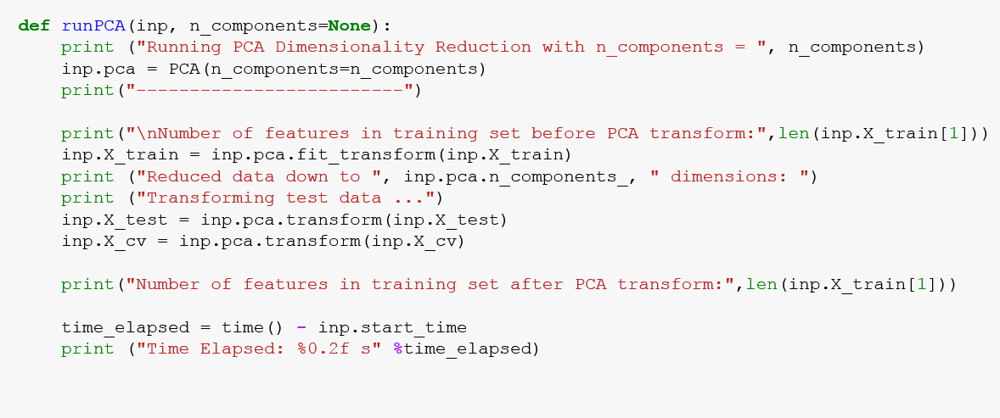 def runPCA(inp, n_components=None):
    print ("Running PCA Dimensionality Reduction with n_components = ", n_components)
    inp.pca = PCA(n_components=n_components)
    print("-------------------------")
    print("\nNumber of features in training set before PCA transform:",len(inp.X_train[1]))
    inp.X_train = inp.pca.fit_transform(inp.X_train)
    print ("Reduced data down to ", inp.pca.n_components_, " dimensions: ")
    print ("Transforming test data ...")
    inp.X_test = inp.pca.transform(inp.X_test)
    inp.X_cv = inp.pca.transform(inp.X_cv)
    print("Number of features in training set after PCA transform:",len(inp.X_train[1]))
    time_elapsed = time() - inp.start_time
    print ("Time Elapsed: %0.2f s" %time_elapsed)